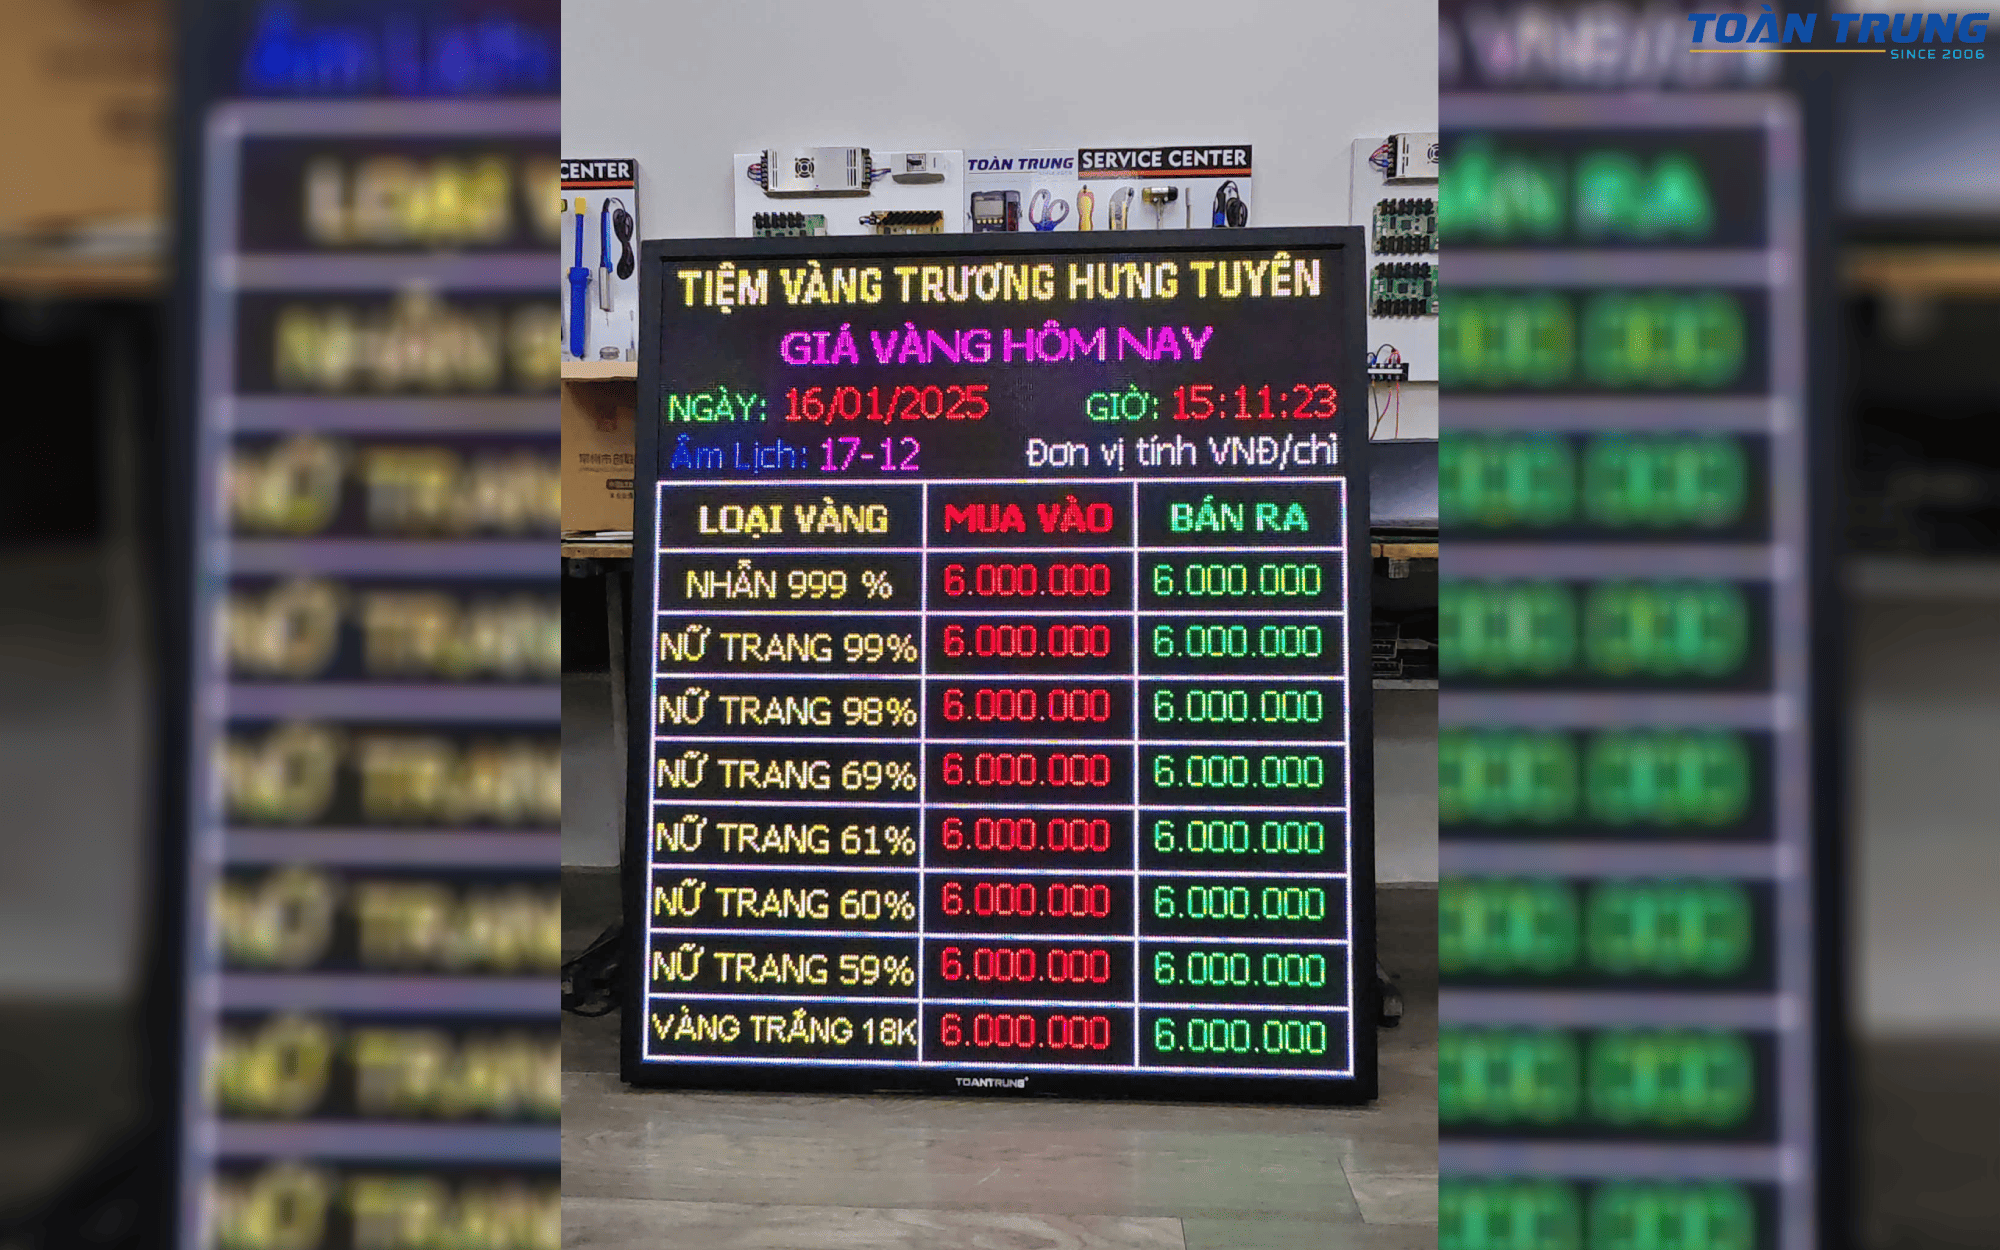 TOÀN TRUNG
SINCE 2006
CENTER
TOÀN TRUNG SERVICE CENTER
TIỆM VÀNG TRƯƠNG HƯNG TUYÊN
GIÁ VÀNG HÔM NAY
NGÀY: 16/01/2025 GIỜ: 15:11:23
Âm Lịch: 17-12 Đơn vị tính VNĐ/chỉ
LOẠI VÀNG MUA VÀO BÁN RA
NHẪN 999 % 6.000.000 6.000.000
NỮ TRANG 99% 6.000.000 6.000.000
NỮ TRANG 98% 6.000.000 6.000.000
NỮ TRANG 69% 6.000.000 6.000.000
NỮ TRANG 61% 6.000.000 6.000.000
NỮ TRANG 60% 6.000.000 6.000.000
NỮ TRANG 59% 6.000.000 6.000.000
VÀNG TRẮNG 18K 6.000.000 6.000.000
TOANTRUNG®